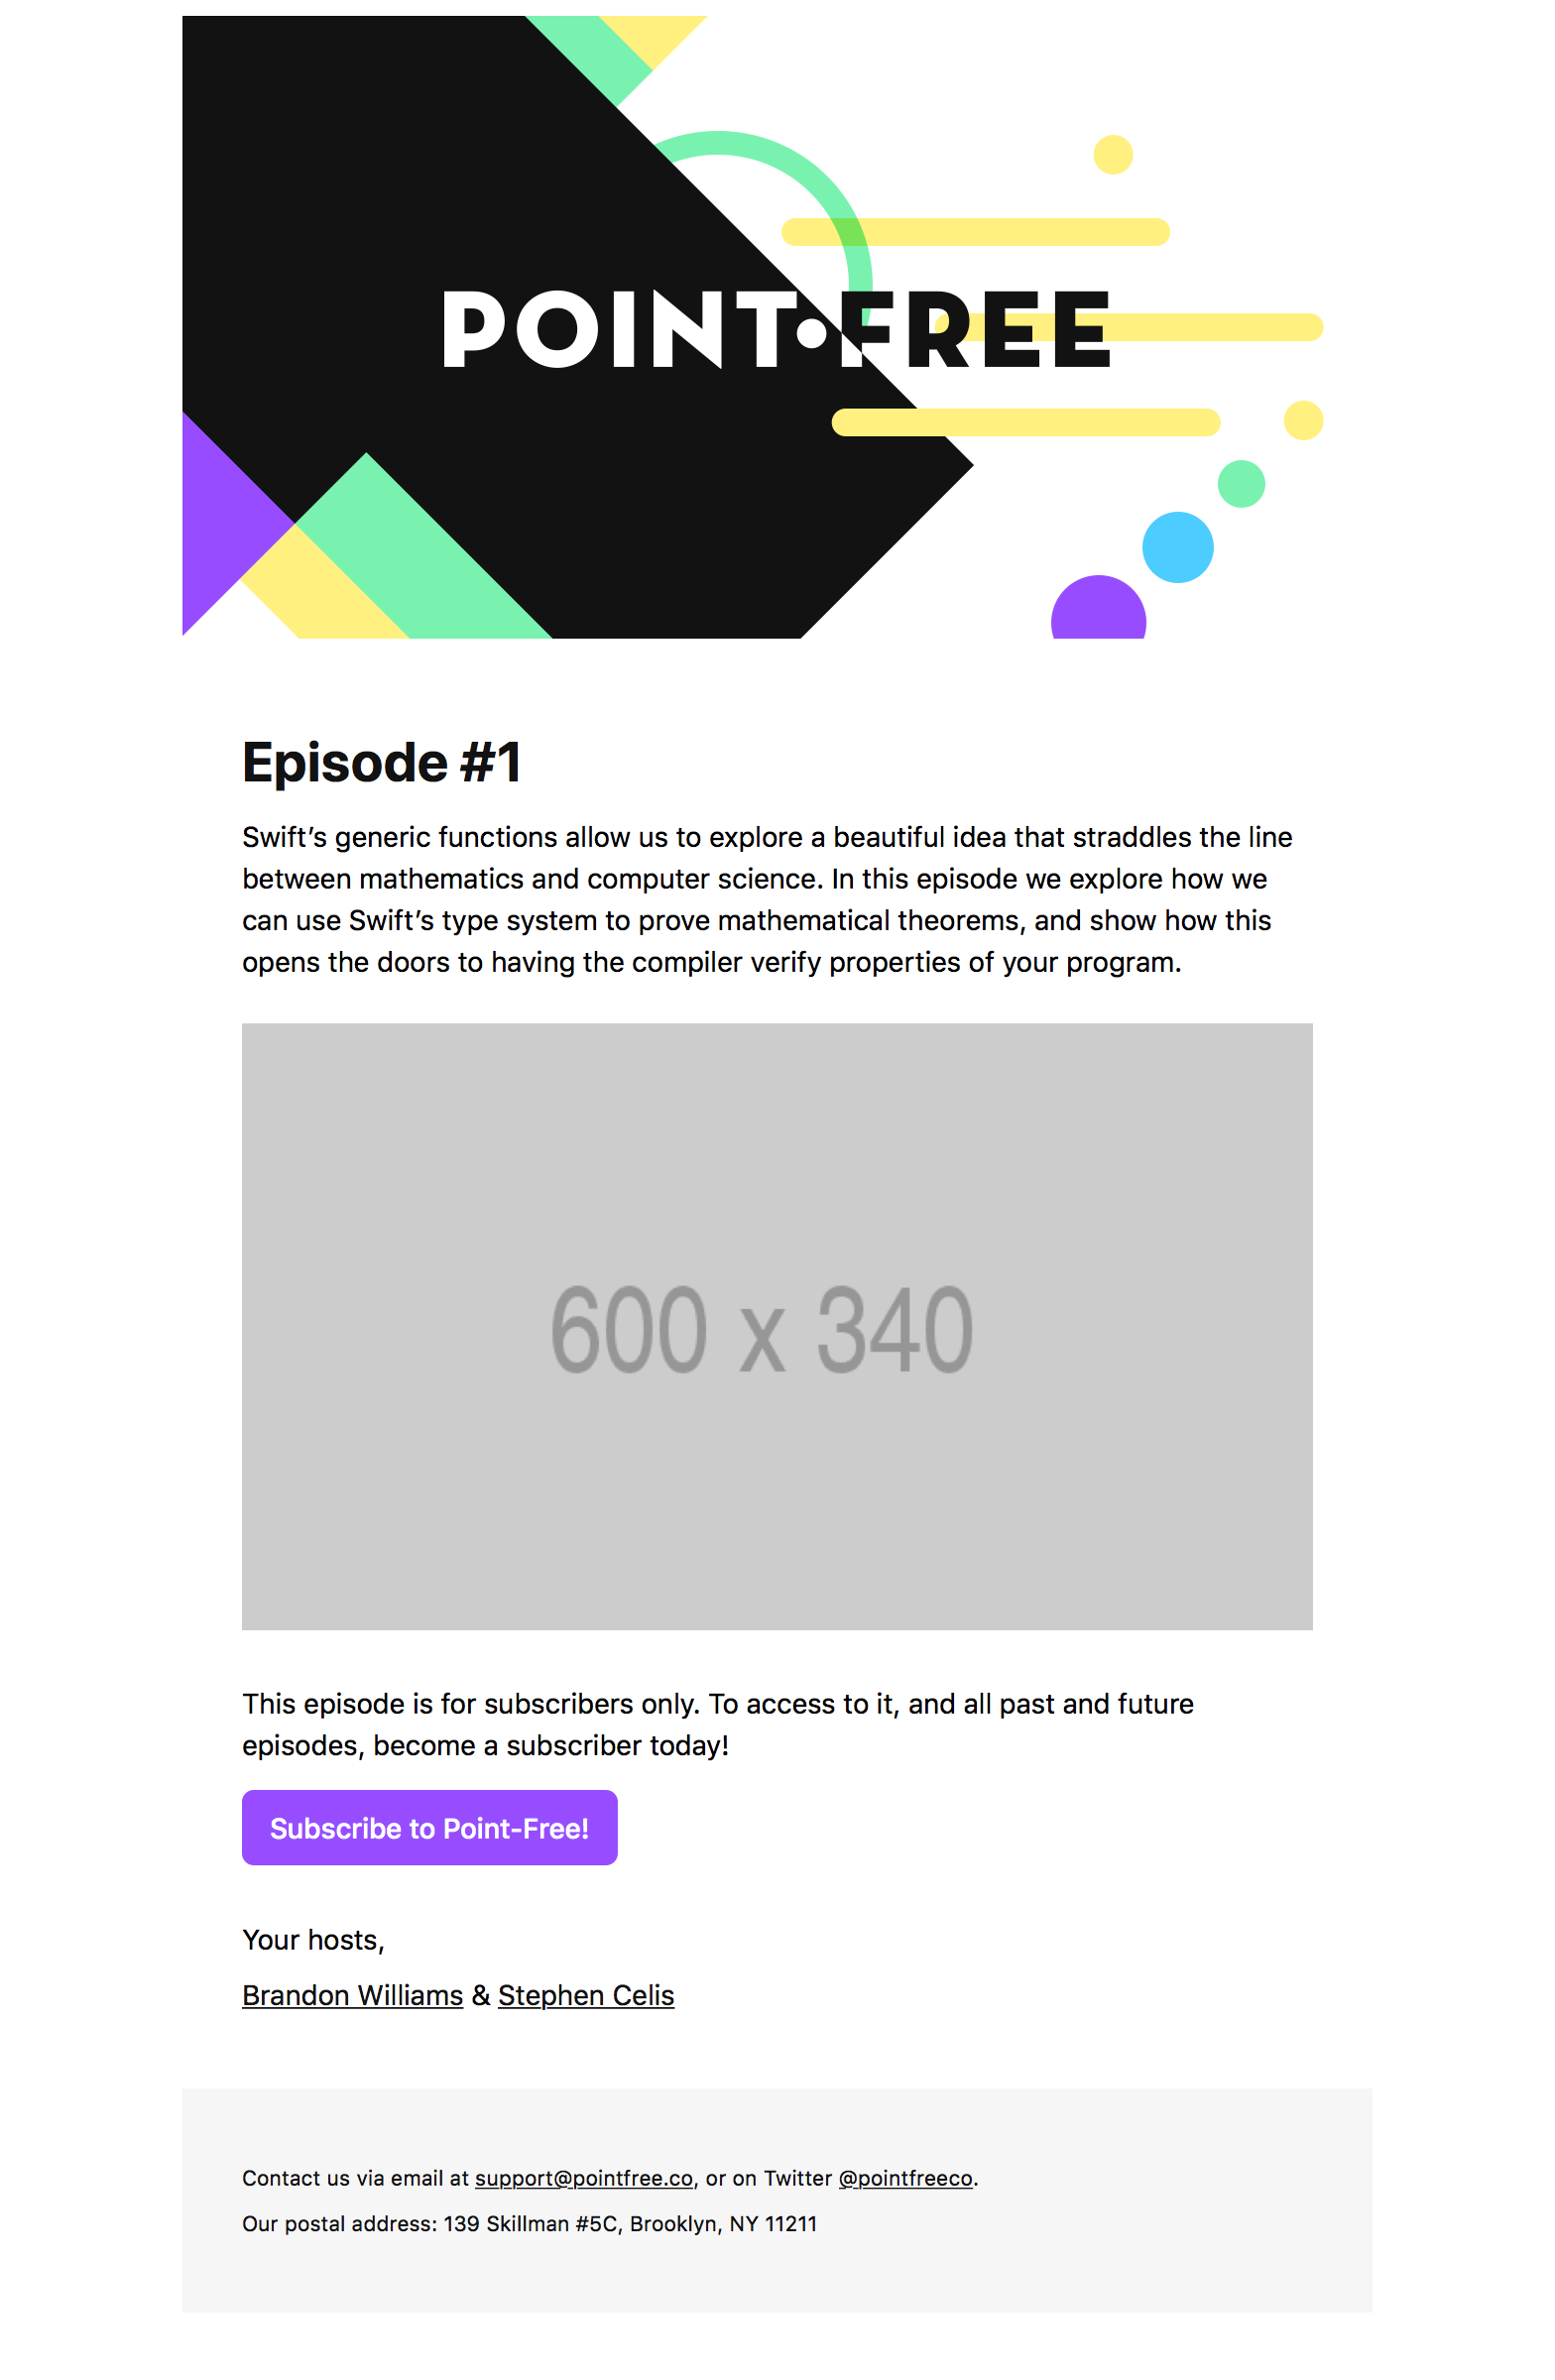 POINT•FREE
Episode #1
Swift’s generic functions allow us to explore a beautiful idea that straddles the line
between mathematics and computer science. In this episode we explore how we
can use Swift’s type system to prove mathematical theorems, and show how this
opens the doors to having the compiler verify properties of your program.
600 x 340
This episode is for subscribers only. To access to it, and all past and future
episodes, become a subscriber today!
Subscribe to Point-Free!
Your hosts,
Brandon Williams & Stephen Celis
Contact us via email at support@pointfree.co, or on Twitter @pointfreeco.
Our postal address: 139 Skillman #5C, Brooklyn, NY 11211